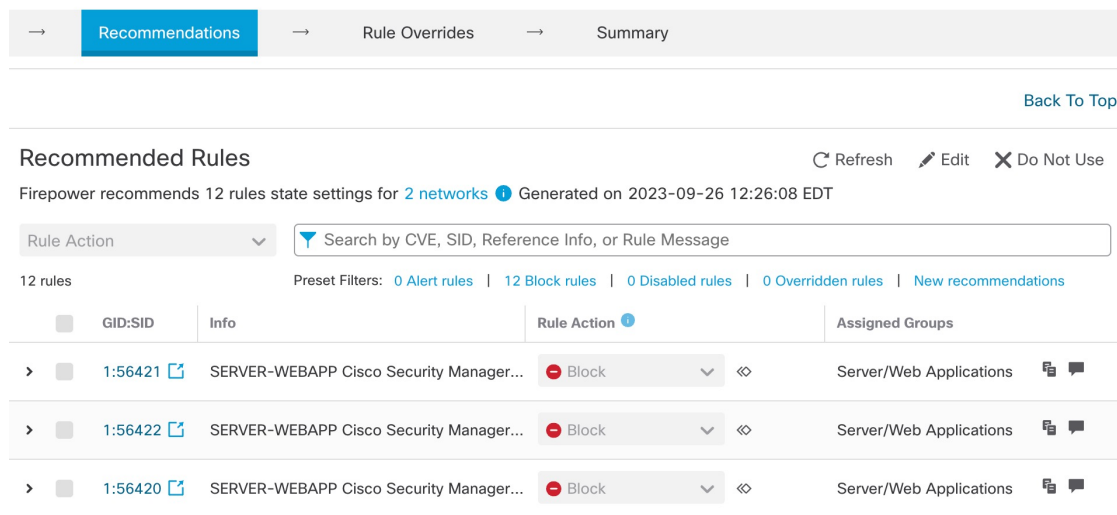 → Recommendations → Rule Overrides → Summary
Back To Top
Recommended Rules Refresh Edit Do Not Use
Firepower recommends 12 rules state settings for 2 networks Generated on 2023-09-26 12:26:08 EDT
Rule Action Search by CVE, SID, Reference Info, or Rule Message
12 rules Preset Filters: 0 Alert rules | 12 Block rules | 0 Disabled rules | 0 Overridden rules | New recommendations
GID:SID Info Rule Action Assigned Groups
1:56421 SERVER-WEBAPP Cisco Security Manager... Block Server/Web Applications
1:56422 SERVER-WEBAPP Cisco Security Manager... Block Server/Web Applications
1:56420 SERVER-WEBAPP Cisco Security Manager... Block Server/Web Applications